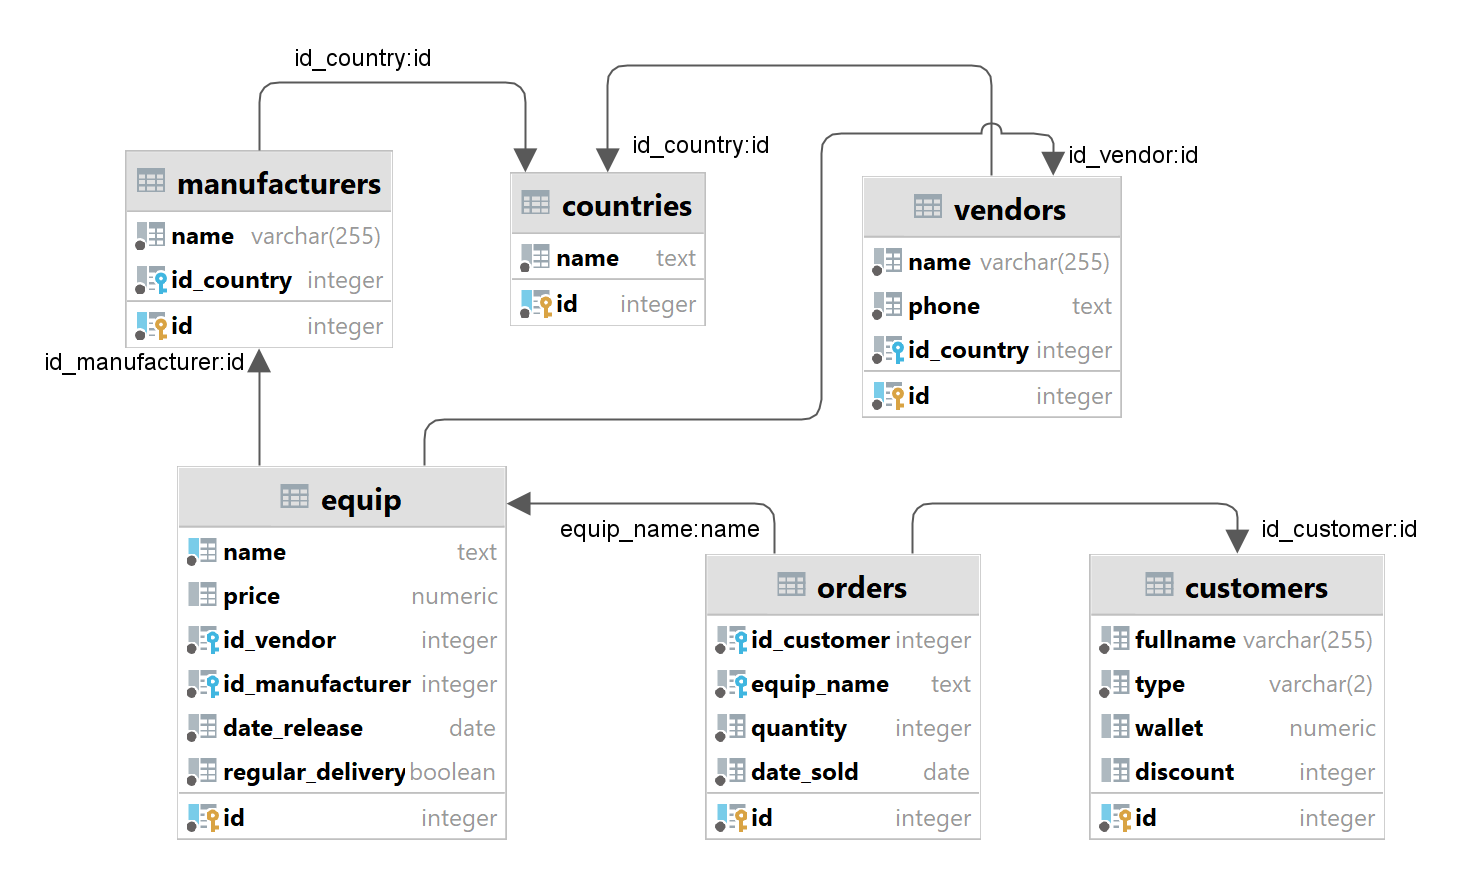 id_country:id
id_country:id
id_vendor:id
manufacturers
name varchar(255)
id_country integer
id integer
countries
name text
id integer
vendors
name varchar(255)
phone text
id_country integer
id integer
id_manufacturer:id
equip
name text
price numeric
id_vendor integer
id_manufacturer integer
date_release date
regular_delivery boolean
id integer
equip_name:name
orders
id_customer integer
equip_name text
quantity integer
date_sold date
id integer
id_customer:id
customers
fullname varchar(255)
type varchar(2)
wallet numeric
discount integer
id integer